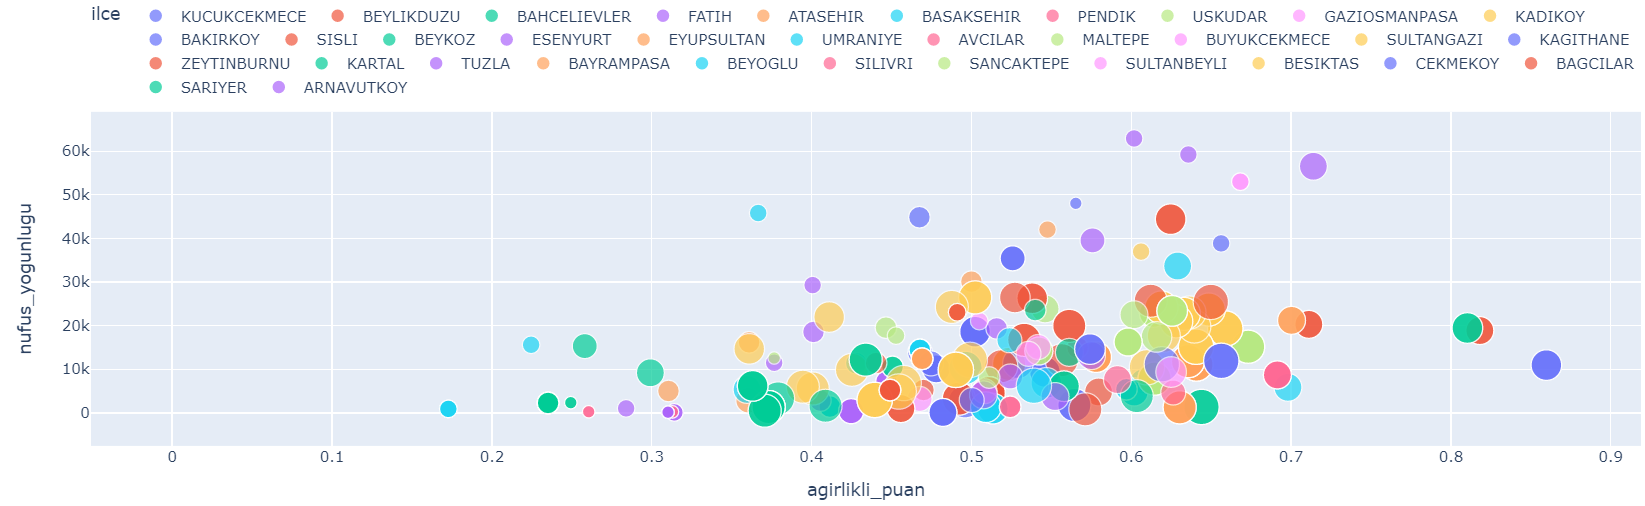 ilce KUCUKCEKMECE BEYLIKDUZU BAHCELIEVLER FATIH ATASEHIR BASAKSEHIR PENDIK USKUDAR GAZIOSMANPASA KADIKOY
BAKIRKOY SISLI BEYKOZ ESENYURT EYUPSULTAN UMRANIYE AVCILAR MALTEPE BUYUKCEKMECE SULTANGAZI KAGITHANE
ZEYTINBURNU KARTAL TUZLA BAYRAMPASA BEYOGLU SILIVRI SANCAKTEPE SULTANBEYLI BESIKTAS CEKMEKOY BAGCILAR
SARIYER ARNAVUTKOY
nufus_yogunlugu
60k
50k
40k
30k
20k
10k
0
0 0.1 0.2 0.3 0.4 0.5 0.6 0.7 0.8 0.9
agirlikli_puan